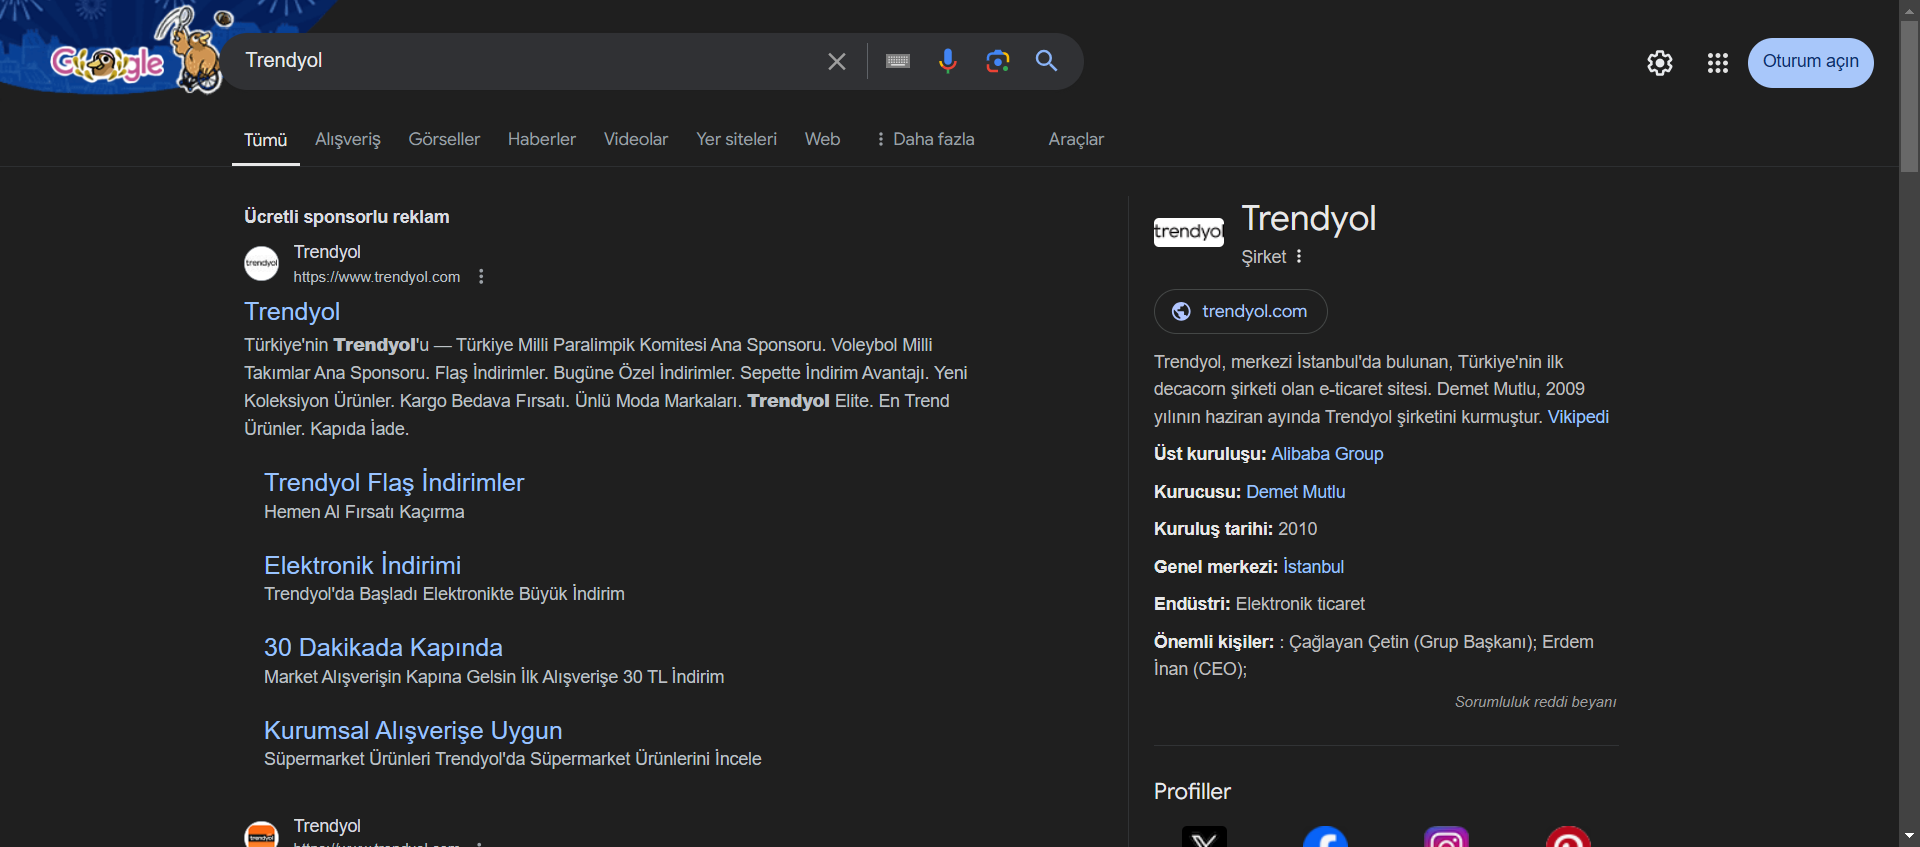 Google
Trendyol
Oturum açın
Tümü
Alışveriş
Görseller
Haberler
Videolar
Yer siteleri
Web
Daha fazla
Araçlar
Ücretli sponsorlu reklam
trendyol
Trendyol
https://www.trendyol.com
Trendyol
Türkiye'nin Trendyol'u — Türkiye Milli Paralimpik Komitesi Ana Sponsoru. Voleybol Milli
Takımlar Ana Sponsoru. Flaş İndirimler. Bugüne Özel İndirimler. Sepette İndirim Avantajı. Yeni
Koleksiyon Ürünler. Kargo Bedava Fırsatı. Ünlü Moda Markaları. Trendyol Elite. En Trend
Ürünler. Kapıda İade.
Trendyol Flaş İndirimler
Hemen Al Fırsatı Kaçırma
Elektronik İndirimi
Trendyol'da Başladı Elektronikte Büyük İndirim
30 Dakikada Kapında
Market Alışverişin Kapına Gelsin İlk Alışverişe 30 TL İndirim
Kurumsal Alışverişe Uygun
Süpermarket Ürünleri Trendyol'da Süpermarket Ürünlerini İncele
trendyol
Trendyol
https://www.trendyol.com
trendyol
Trendyol
Şirket
trendyol.com
Trendyol, merkezi İstanbul'da bulunan, Türkiye'nin ilk
decacorn şirketi olan e-ticaret sitesi. Demet Mutlu, 2009
yılının haziran ayında Trendyol şirketini kurmuştur. Vikipedi
Üst kuruluşu: Alibaba Group
Kurucusu: Demet Mutlu
Kuruluş tarihi: 2010
Genel merkezi: İstanbul
Endüstri: Elektronik ticaret
Önemli kişiler: : Çağlayan Çetin (Grup Başkanı); Erdem
İnan (CEO);
Sorumluluk reddi beyanı
Profiller